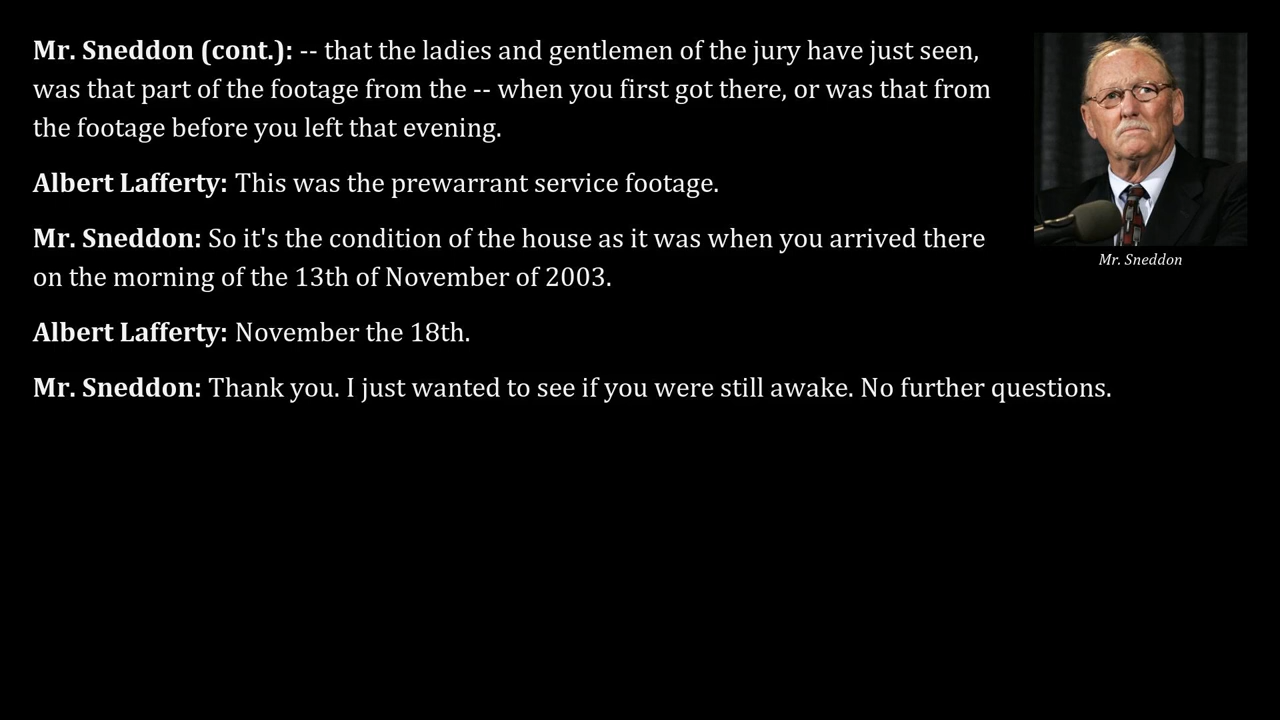 Mr. Sneddon (cont.): -- that the ladies and gentlemen of the jury have just seen,
was that part of the footage from the -- when you first got there, or was that from
the footage before you left that evening.
Albert Lafferty: This was the prewarrant service footage.
Mr. Sneddon: So it's the condition of the house as it was when you arrived there
on the morning of the 13th of November of 2003.
Mr. Sneddon
Albert Lafferty: November the 18th.
Mr. Sneddon: Thank you. I just wanted to see if you were still awake. No further questions.